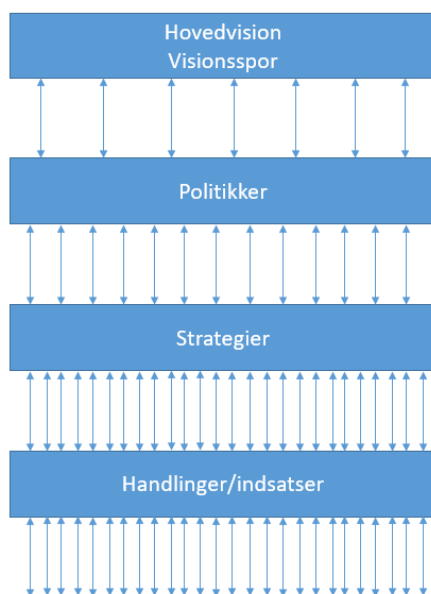 Hovedvision
Visionsspor
Politikker
Strategier
Handlinger/indsatser